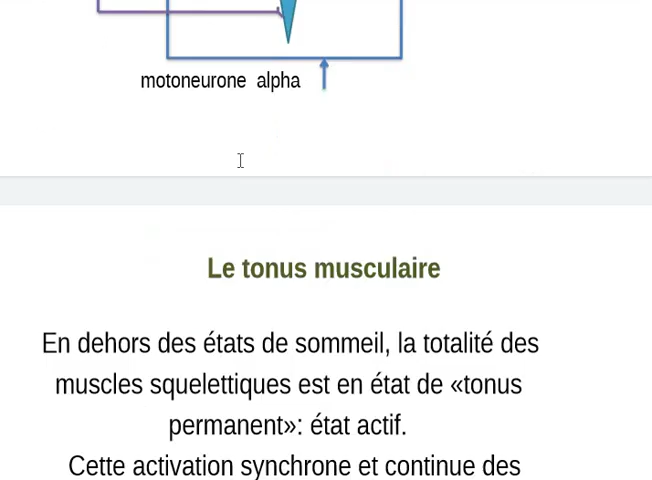 motoneurone alpha
Le tonus musculaire
En dehors des états de sommeil, la totalité des
muscles squelettiques est en état de «tonus
permanent»: état actif.
Cette activation synchrone et continue des